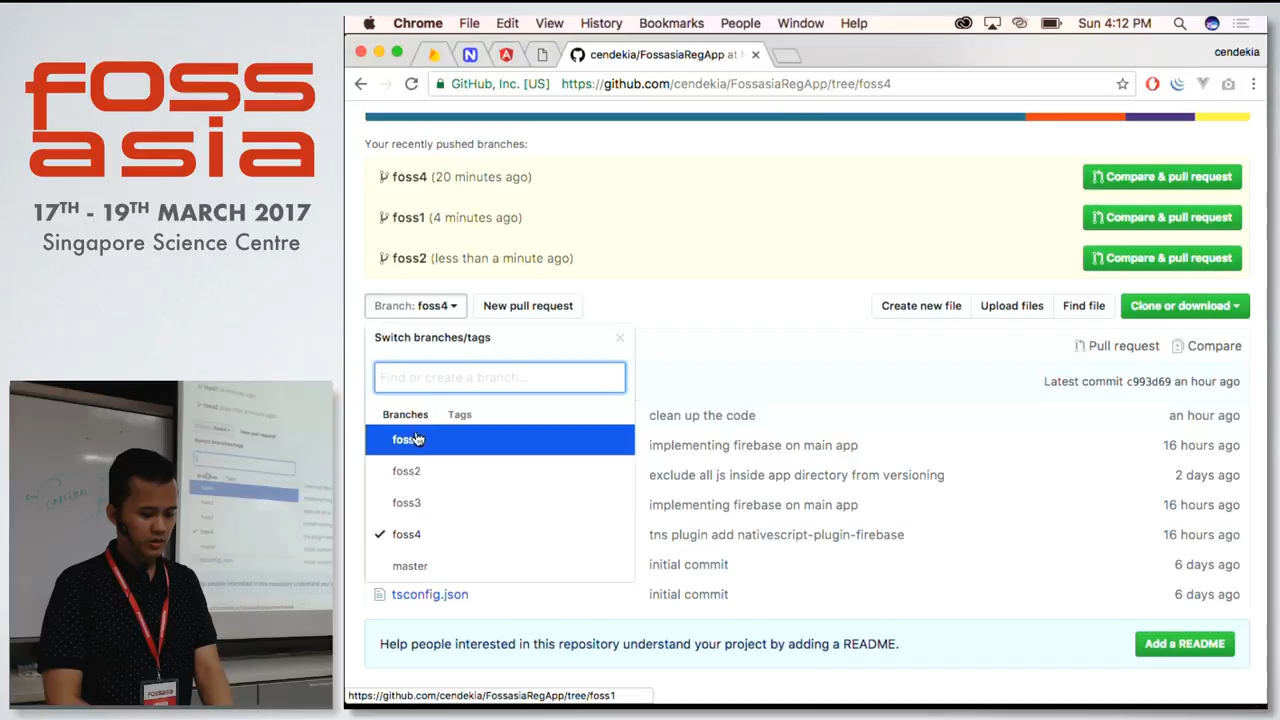 foss
asia
17TH - 19TH MARCH 2017
Singapore Science Centre
Chrome File Edit View History Bookmarks People Window Help Sun 4:12 PM
cendekia/FossasiaRegApp at f
cendekia
GitHub, Inc. [US] https://github.com/cendekia/FossasiaRegApp/tree/foss4
Your recently pushed branches:
foss4 (20 minutes ago) Compare & pull request
foss1 (4 minutes ago) Compare & pull request
foss2 (less than a minute ago) Compare & pull request
Branch: foss4 New pull request Create new file Upload files Find file Clone or download
Switch branches/tags
Pull request Compare
Find or create a branch...
Latest commit c993d69 an hour ago
Branches Tags
clean up the code an hour ago
implementing firebase on main app 16 hours ago
foss2
exclude all js inside app directory from versioning 2 days ago
foss3
implementing firebase on main app 16 hours ago
foss4
tns plugin add nativescript-plugin-firebase 16 hours ago
master
initial commit 6 days ago
tsconfig.json initial commit 6 days ago
Help people interested in this repository understand your project by adding a README. Add a README
https://github.com/cendekia/FossasiaRegApp/tree/foss1